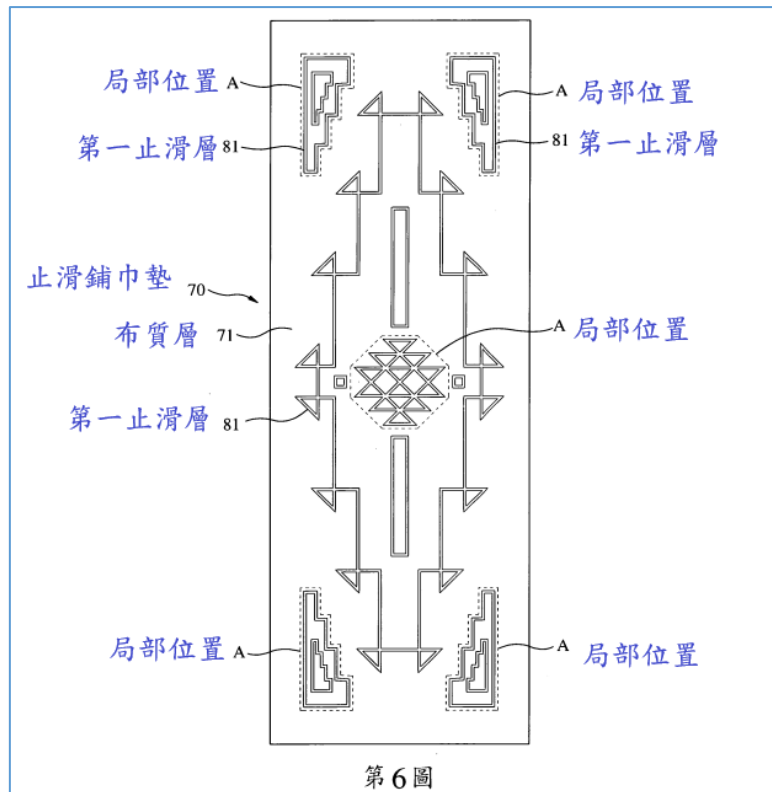 局部位置 A
A 局部位置
第一止滑層 81
81 第一止滑層
止滑鋪巾墊 70
布質層 71
A 局部位置
第一止滑層 81
局部位置 A
A 局部位置
第6圖